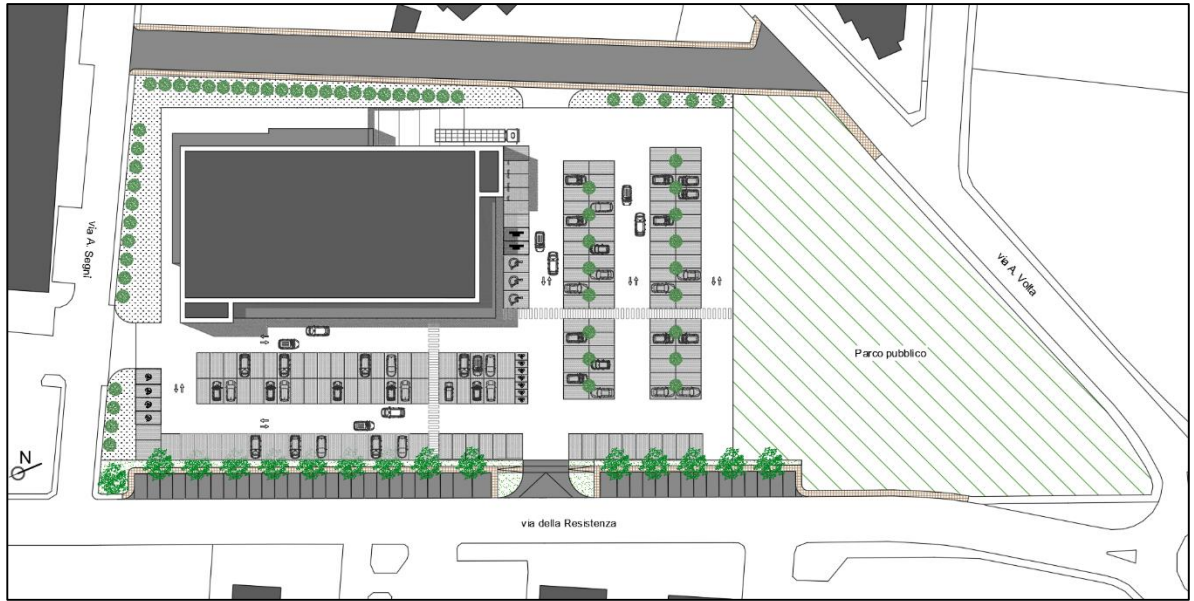 via A. Segni
via A. Volta
Parco pubblico
N
via della Resistenza